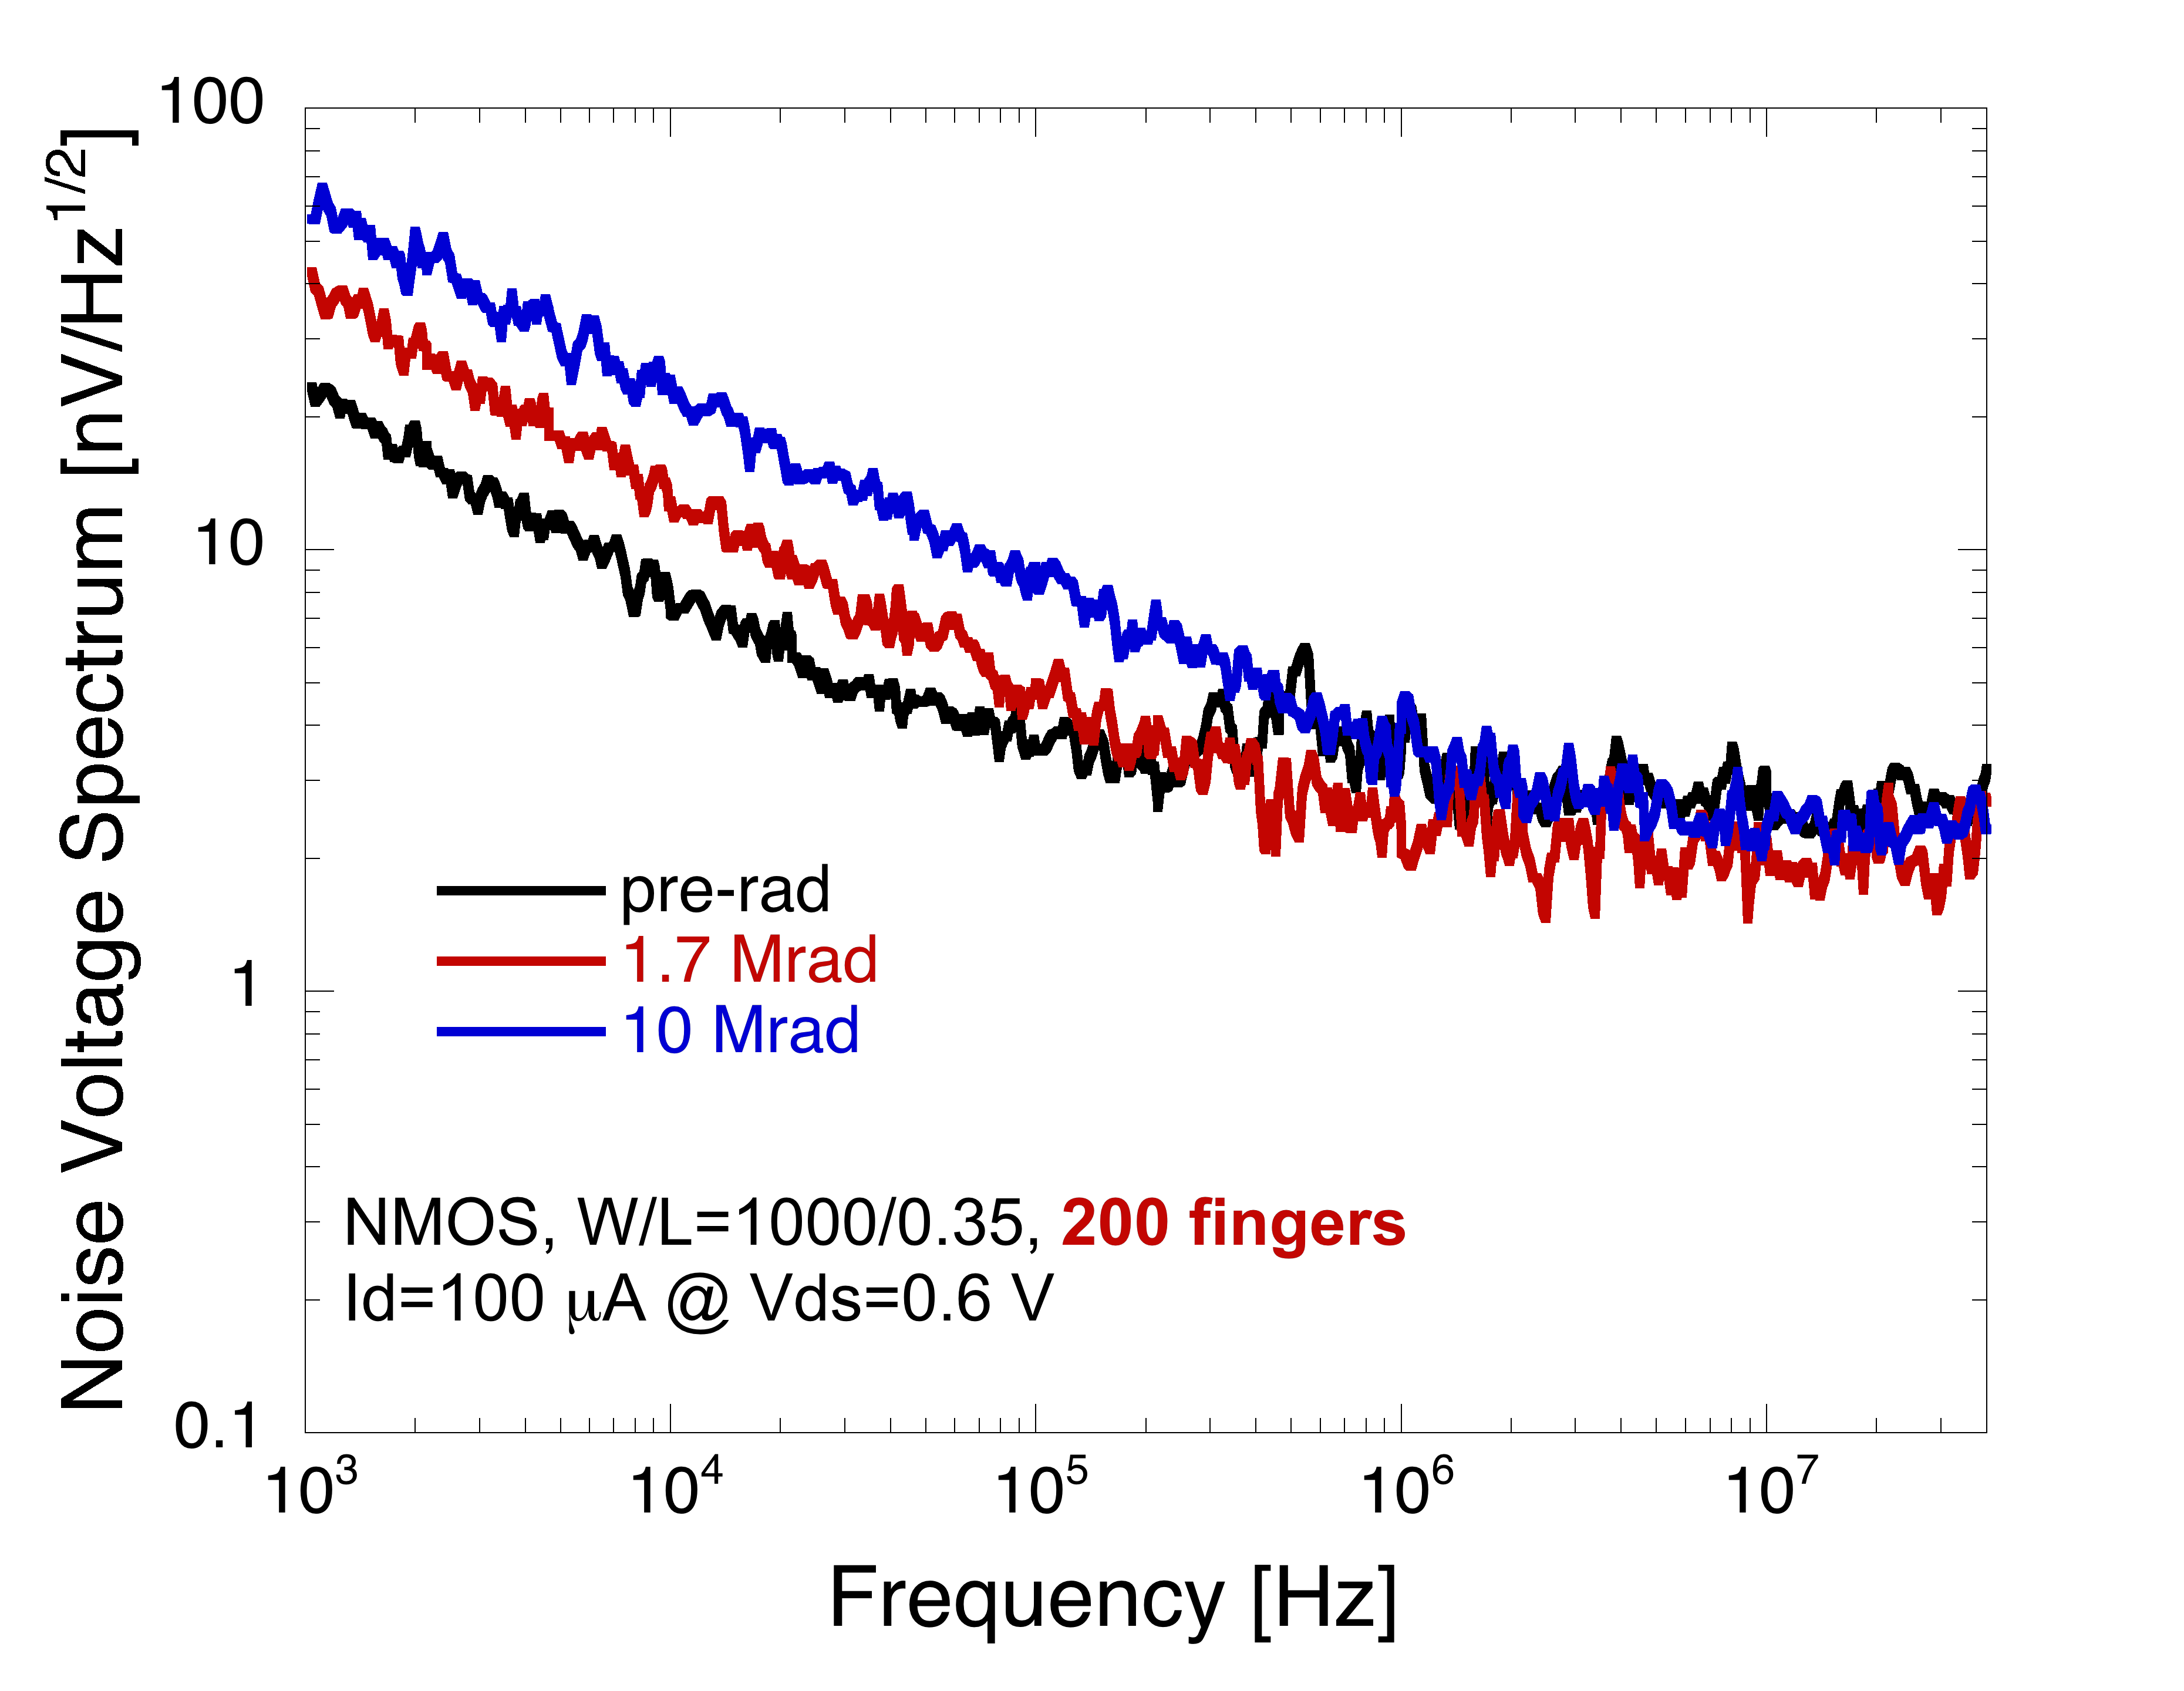 Noise Voltage Spectrum [nV//Hz^1/2]
100
10
1
0.1
pre-rad
1.7 Mrad
10 Mrad
NMOS, W/L=1000/0.35, 200 fingers
Id=100 μA @ Vds=0.6 V
10^3 10^4 10^5 10^6 10^7
Frequency [Hz]